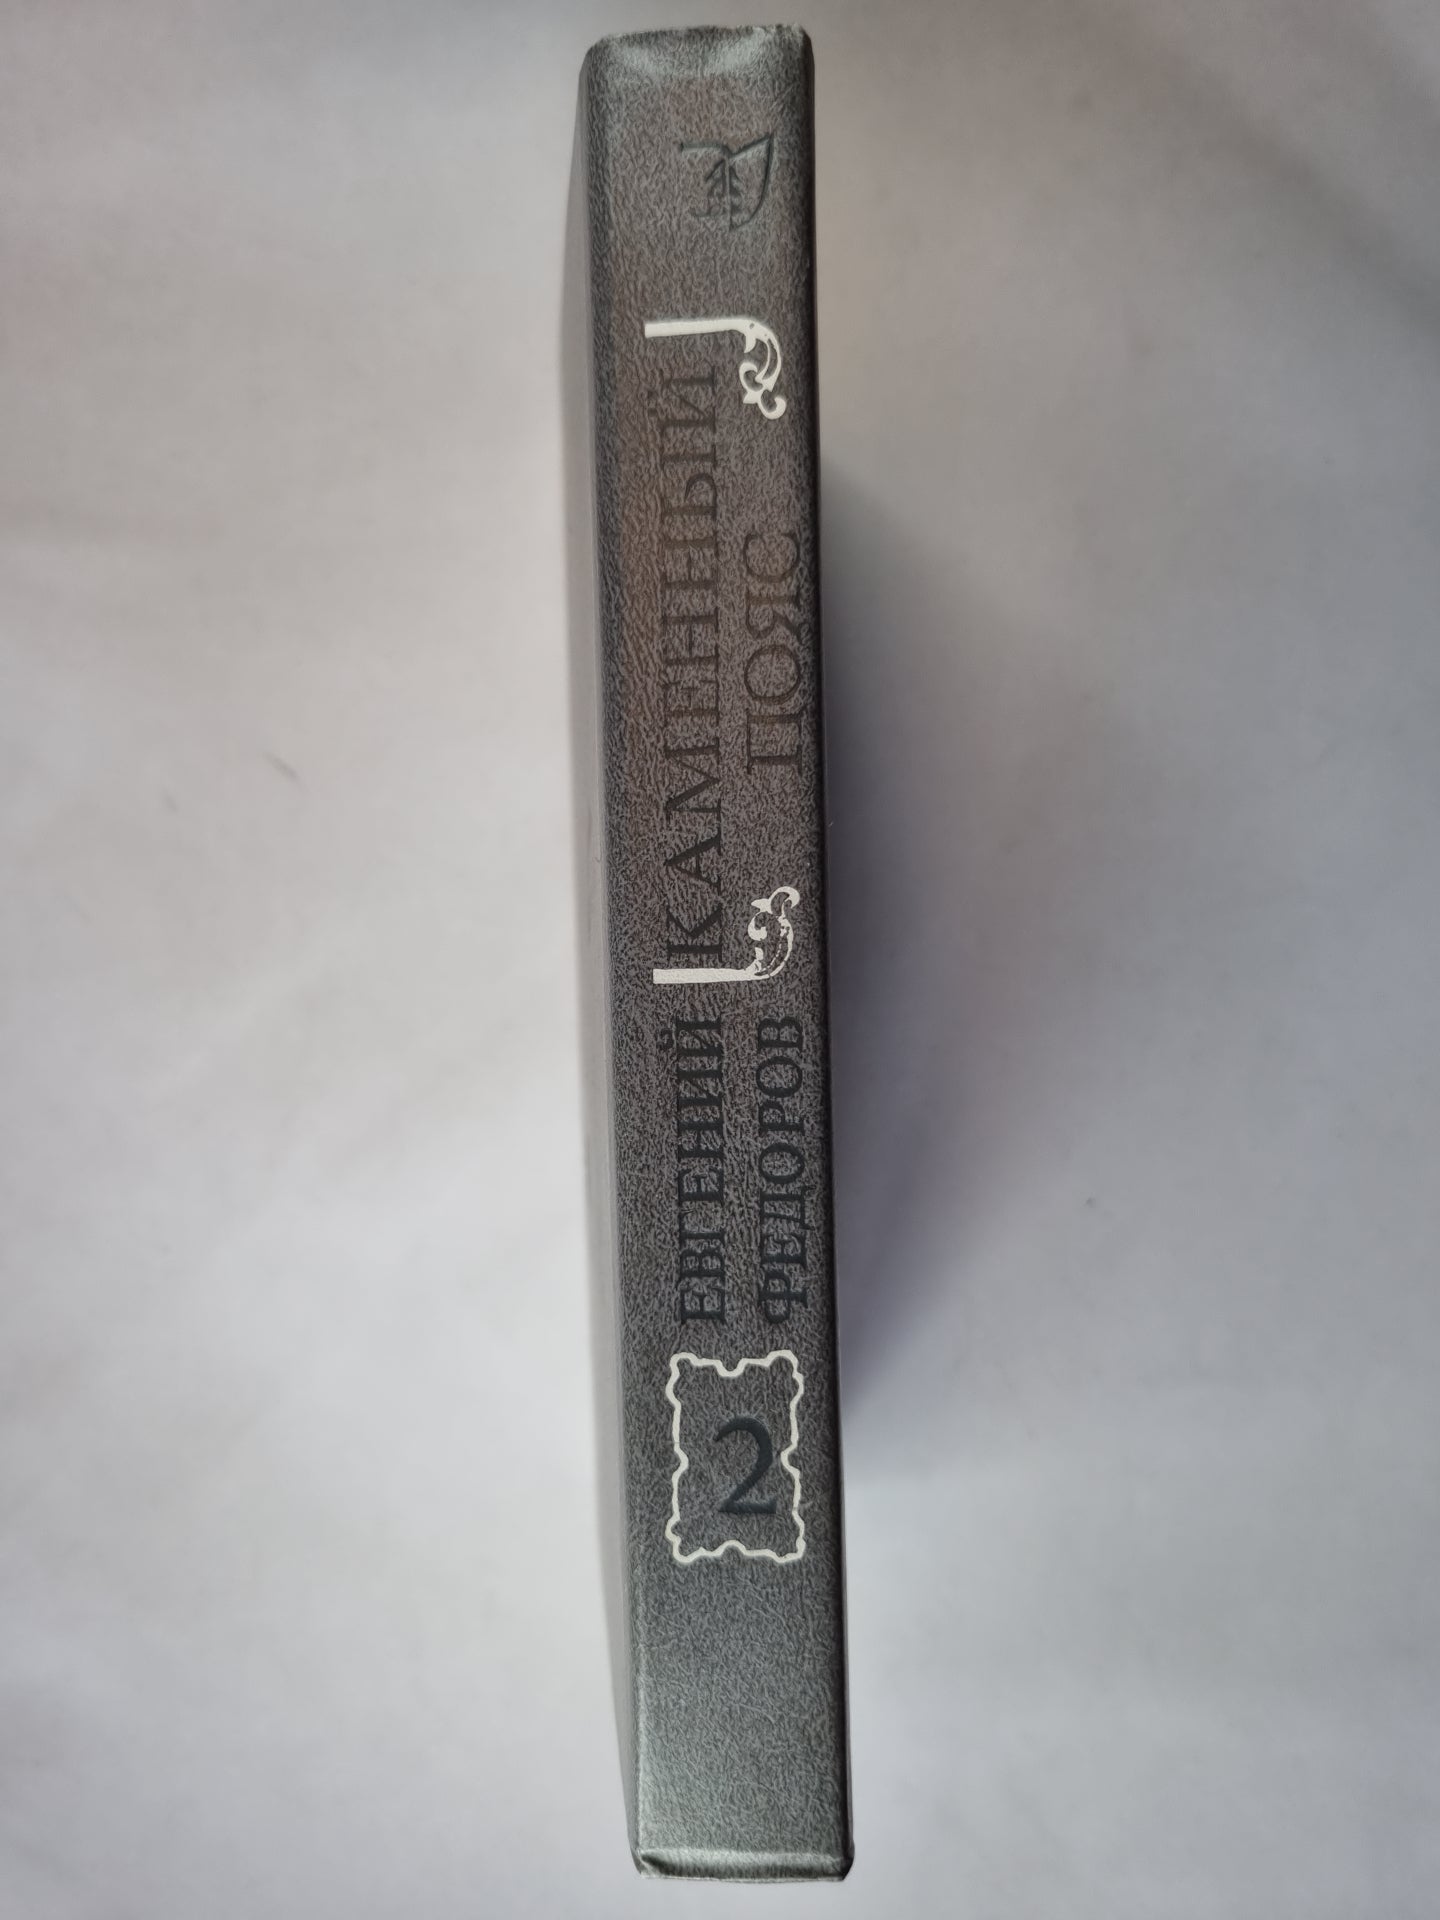 2
ЕВГЕНИЙ
ФЕДОРОВ
КАМЕННЫЙ
ПОЯС